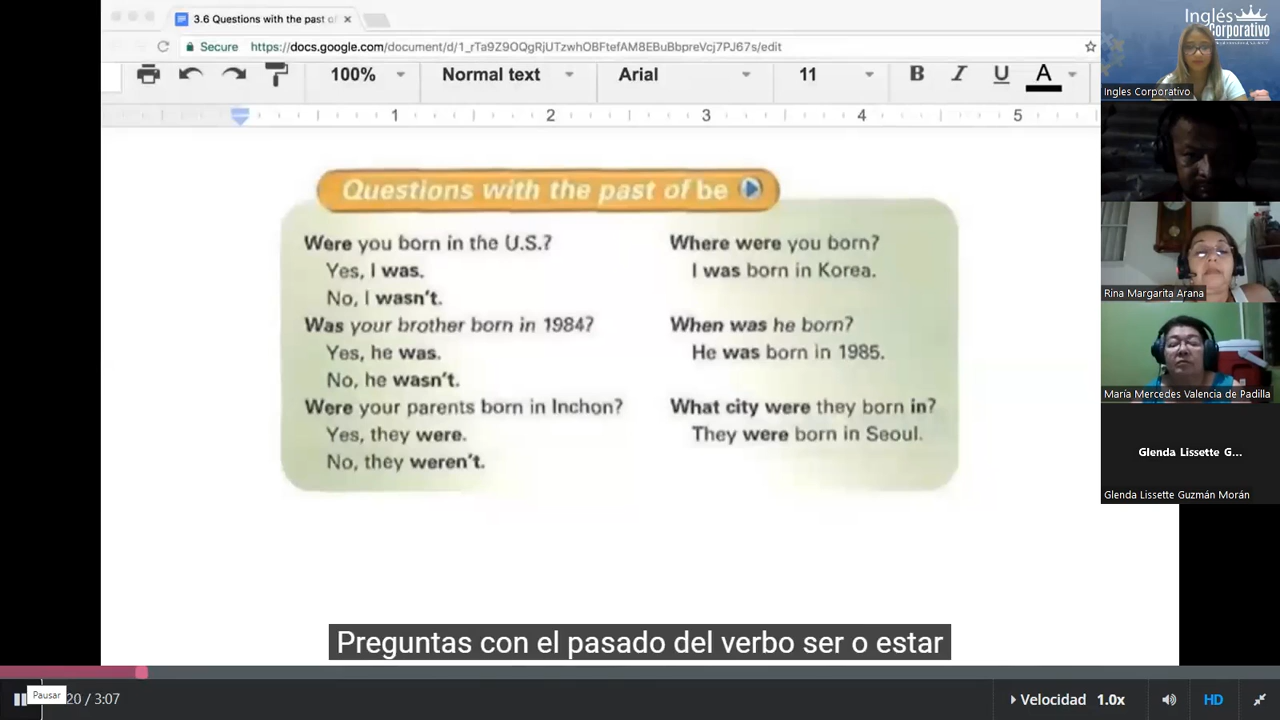 3.6 Questions with the past o
Secure
https://docs.google.com/document/d/1_rTa9Z9OQgRjUTzwhOBFtefAM8EBuBbpreVcj7PJ67s/edit
100%
Normal text
Arial
11
B I U A
1 2 3 4 5
Questions with the past of be
Were you born in the U.S.?
Yes, I was.
No, I wasn't.
Was your brother born in 1984?
Yes, he was.
No, he wasn't.
Were your parents born in Inchon?
Yes, they were.
No, they weren't.
Where were you born?
I was born in Korea.
When was he born?
He was born in 1985.
What city were they born in?
They were born in Seoul.
Preguntas con el pasado del verbo ser o estar
Pausar
20 / 3:07
Velocidad 1.0x
HD
Inglés
Corporativo
Ingles Corporativo
Rina Margarita Arana
María Mercedes Valencia de Padilla
Glenda Lissette G...
Glenda Lissette Guzmán Morán